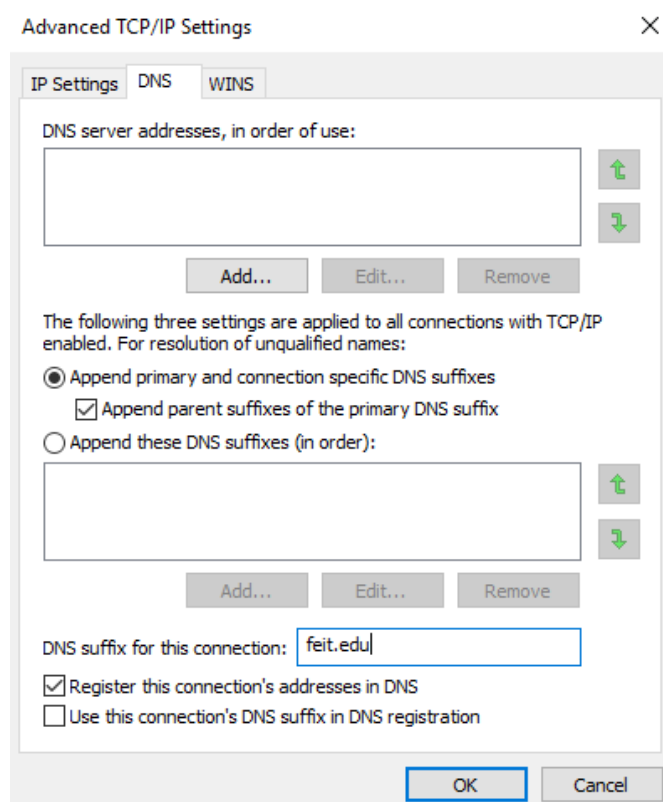 Advanced TCP/IP Settings
IP Settings
DNS
WINS
DNS server addresses, in order of use:
Add...
Edit...
Remove
The following three settings are applied to all connections with TCP/IP
enabled. For resolution of unqualified names:
Append primary and connection specific DNS suffixes
Append parent suffixes of the primary DNS suffix
Append these DNS suffixes (in order):
Add...
Edit...
Remove
DNS suffix for this connection:
feit.edu
Register this connection's addresses in DNS
Use this connection's DNS suffix in DNS registration
OK
Cancel